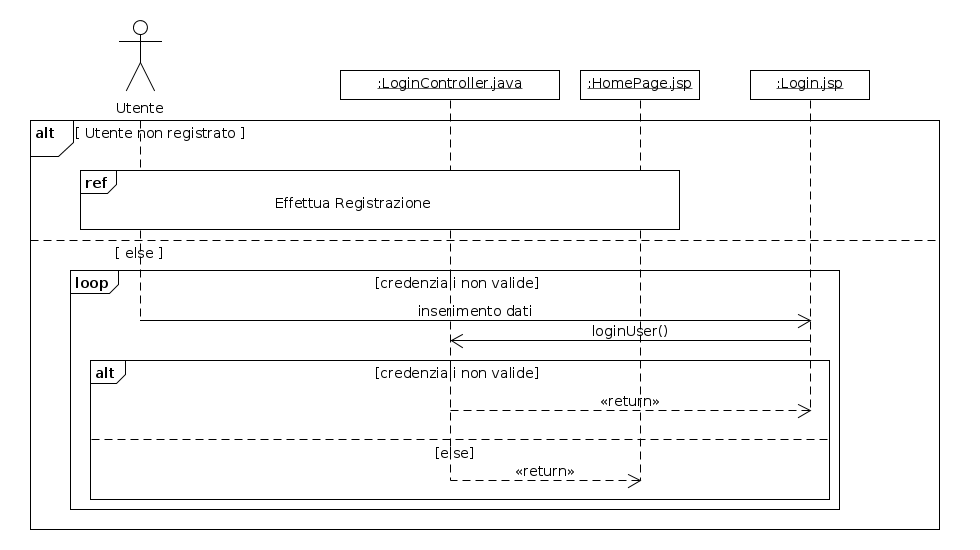 Utente
:LoginController.java
:HomePage.jsp
:Login.jsp
alt
[ Utente non registrato ]
ref
Effettua Registrazione
[ else ]
loop
[credenziali non valide]
inserimento dati
loginUser()
alt
[credenziali non valide]
«return»
[else]
«return»